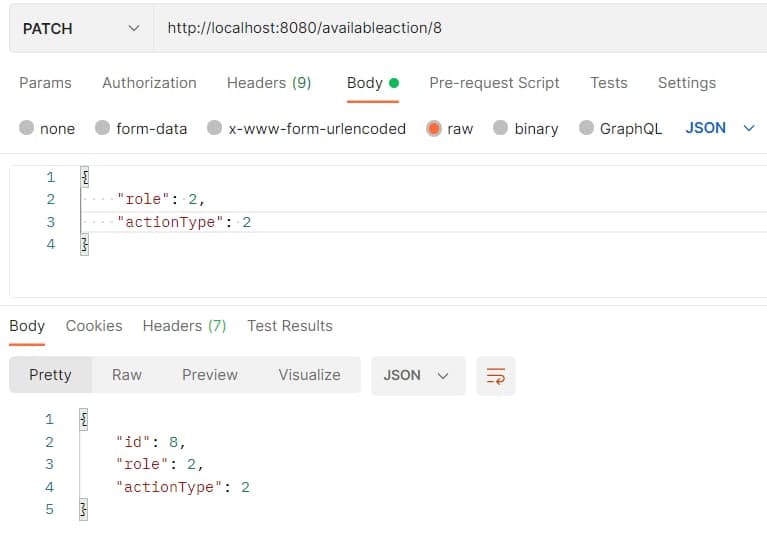 PATCH http://localhost:8080/availableaction/8
Params Authorization Headers (9) Body Pre-request Script Tests Settings
none form-data x-www-form-urlencoded raw binary GraphQL JSON
1 {
2 "role": 2,
3 "actionType": 2
4 }
Body Cookies Headers (7) Test Results
Pretty Raw Preview Visualize JSON
1 {
2 "id": 8,
3 "role": 2,
4 "actionType": 2
5 }